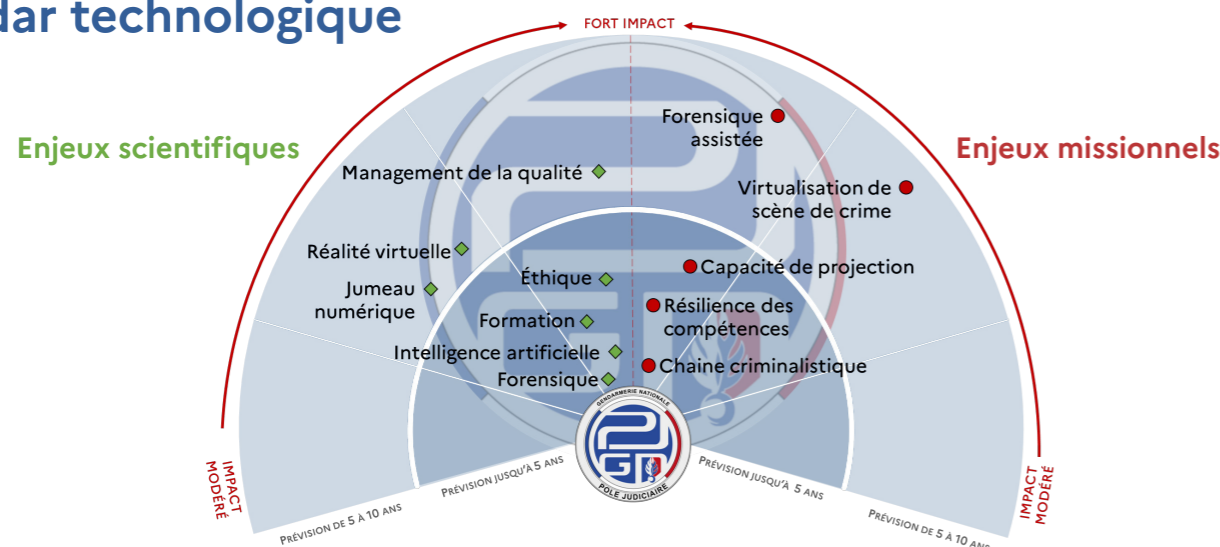 dar technologique
FORT IMPACT
Enjeux scientifiques
Enjeux missionnels
Forensique
assistée
Management de la qualité
Virtualisation de
scène de crime
Réalité virtuelle
Jumeau
numérique
Éthique
Capacité de projection
Formation
Résilience des
compétences
Intelligence artificielle
Chaine criminalistique
Forensique
GENDARMERIE NATIONALE
PJGN
PÔLE JUDICIAIRE
IMPACT
MODÉRÉ
PRÉVISION DE 5 À 10 ANS
PRÉVISION JUSQU'À 5 ANS
PRÉVISION JUSQU'À 5 ANS
PRÉVISION DE 5 À 10 ANS
IMPACT
MODÉRÉ